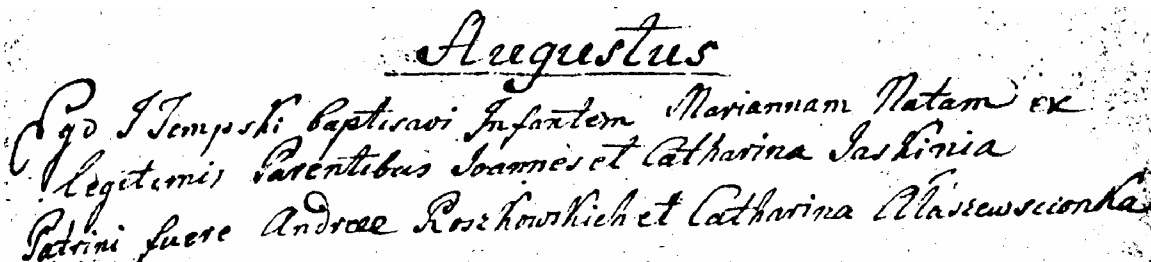 Augustus
Ego J Tempski baptisavi Infantem Mariannam Natam ex
legitimis Parentibus Joannes et Catharina Jaskinia
Patrini fuere Andreae Roszkowskich et Catharina